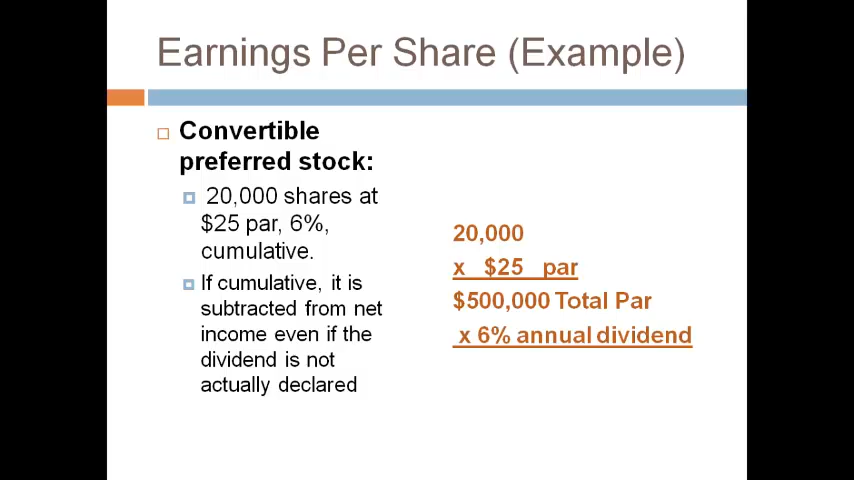 Earnings Per Share (Example)
Convertible
preferred stock:
20,000 shares at
$25 par, 6%,
cumulative.
If cumulative, it is
subtracted from net
income even if the
dividend is not
actually declared
20,000
x $25 par
$500,000 Total Par
x 6% annual dividend